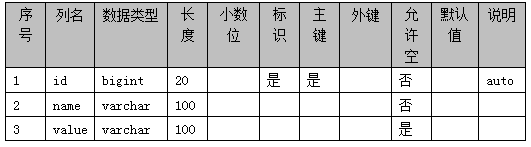 序号 列名 数据类型 长度 小数位 标识 主键 外键 允许空 默认值 说明
1 id bigint 20 是 是 否 auto
2 name varchar 100 否
3 value varchar 100 是